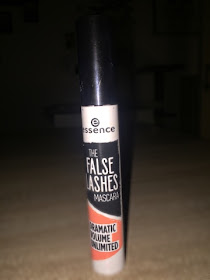 essence
THE
FALSE
LASHES
MASCARA
DRAMATIC
VOLUME
UNLIMITED